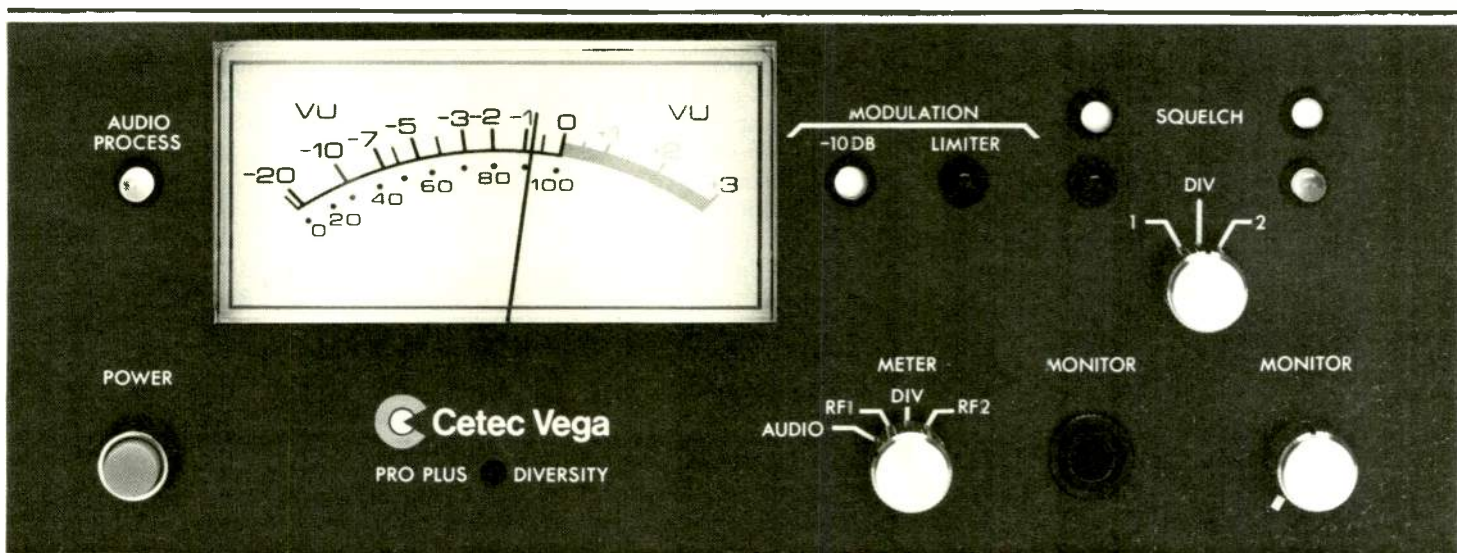 AUDIO
PROCESS
VU
VU
-20
-10
-7
-5
-3
-2
-1
0
3
0
20
40
60
80
100
MODULATION
-10 DB
LIMITER
SQUELCH
1
DIV
2
POWER
Cetec Vega
PRO PLUS DIVERSITY
METER
AUDIO
RF1
DIV
RF2
MONITOR
MONITOR